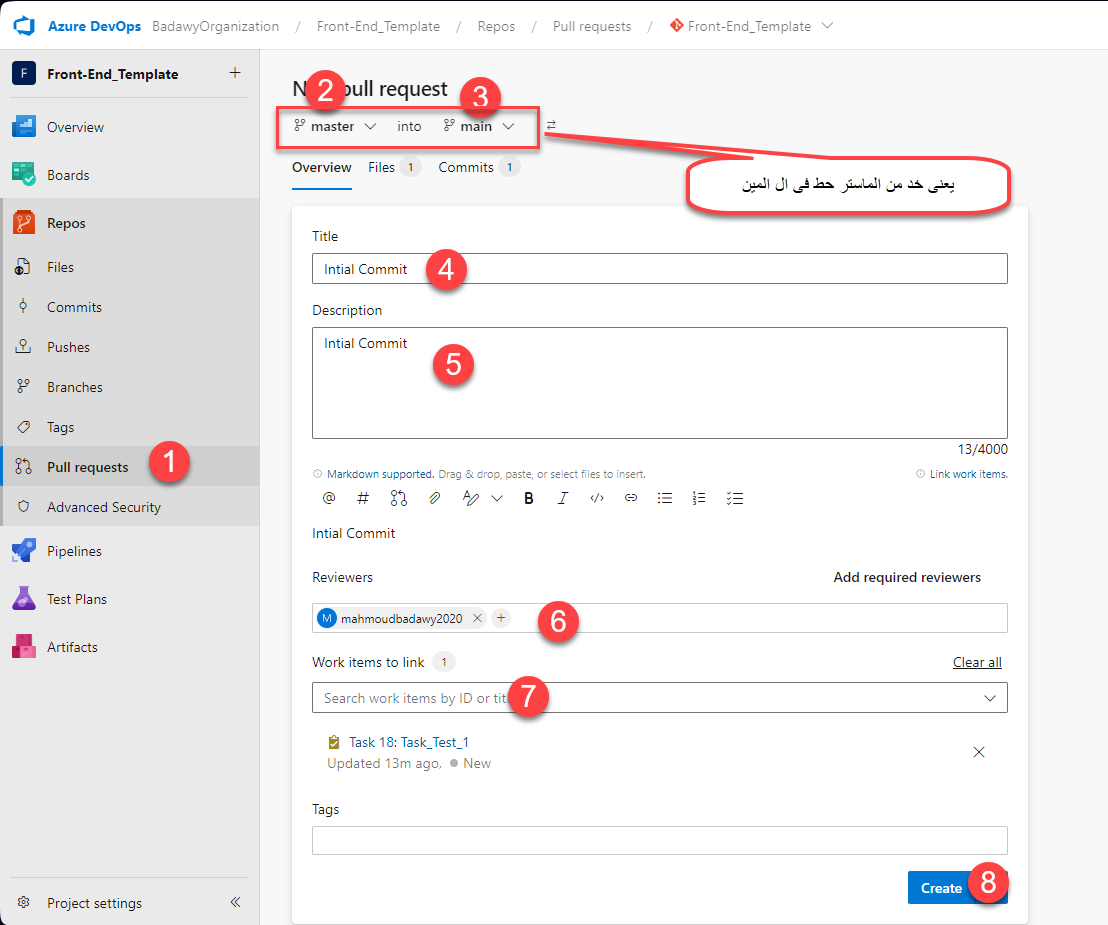 Azure DevOps BadawyOrganization / Front-End_Template / Repos / Pull requests / Front-End_Template
F Front-End_Template +
Overview
Boards
Repos
Files
Commits
Pushes
Branches
Tags
Pull requests 1
Advanced Security
Pipelines
Test Plans
Artifacts
Project settings
pull request
2 3
master into main
يعنى خد من الماستر حط فى ال المين
Overview Files 1 Commits 1
Title
Intial Commit 4
Description
Intial Commit
5
13/4000
Markdown supported. Drag & drop, paste, or select files to insert. Link work items.
Intial Commit
Reviewers Add required reviewers
M mahmoudbadawy2020 6
Work items to link 1 Clear all
Search work items by ID or 7
Task 18: Task_Test_1
Updated 13m ago, New
Tags
Create 8